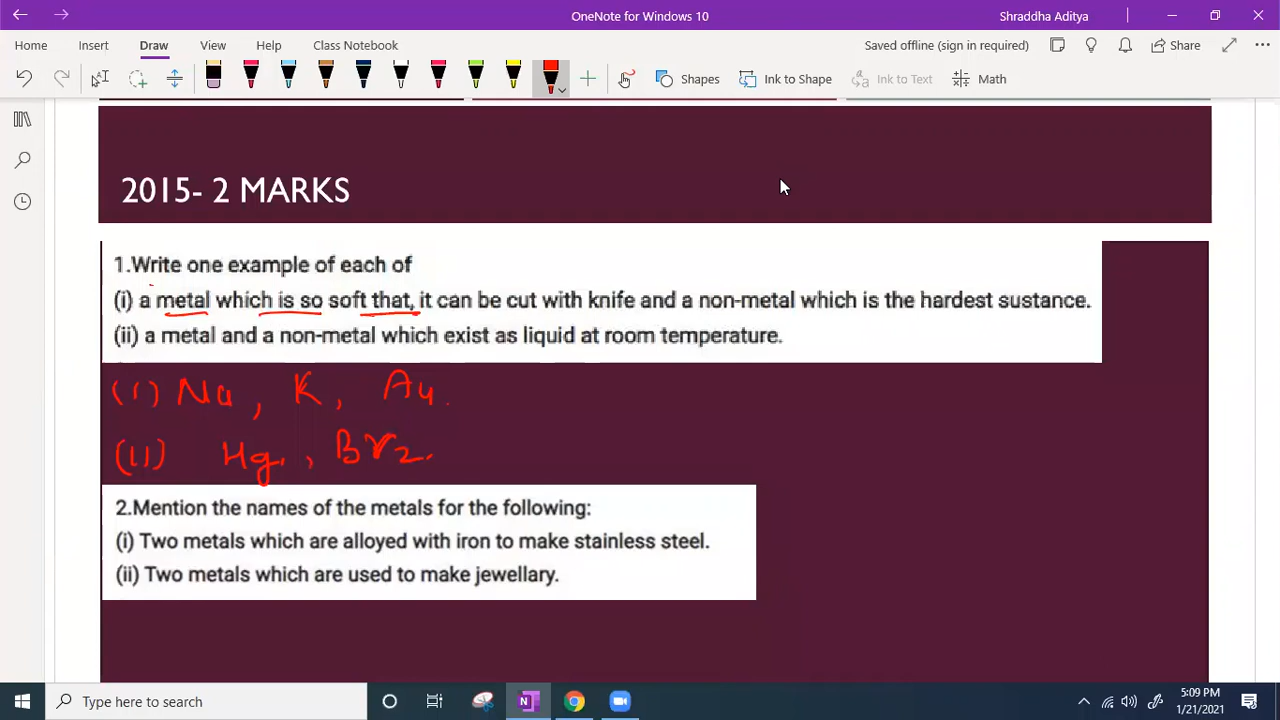 OneNote for Windows 10
Shraddha Aditya
Home Insert Draw View Help Class Notebook
Saved offline (sign in required)
Share
Shapes
Ink to Shape
Ink to Text
Math
2015- 2 MARKS
1.Write one example of each of
(i) a metal which is so soft that, it can be cut with knife and a non-metal which is the hardest sustance.
(ii) a metal and a non-metal which exist as liquid at room temperature.
(i) Na, K, Au.
(ii) Hg, Br2.
2.Mention the names of the metals for the following:
(i) Two metals which are alloyed with iron to make stainless steel.
(ii) Two metals which are used to make jewellary.
Type here to search
5:09 PM
1/21/2021